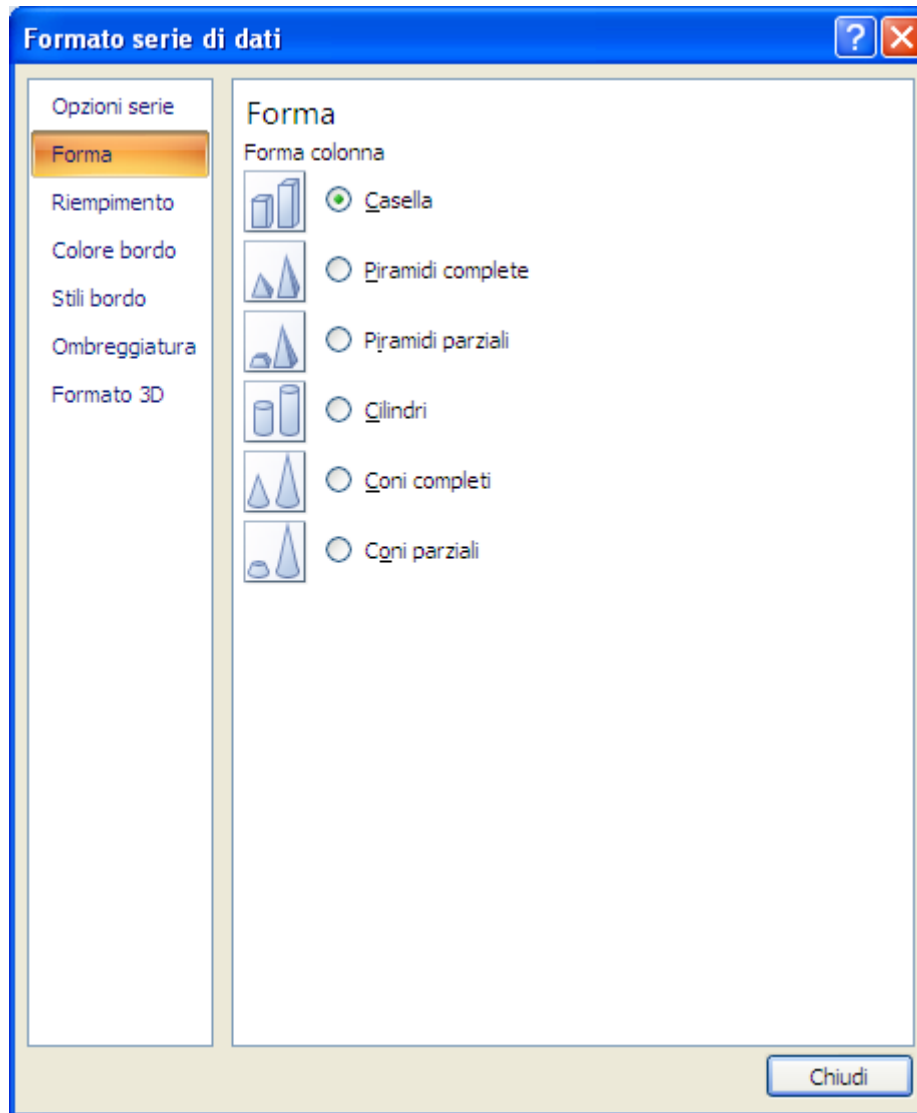 Formato serie di dati
?
Opzioni serie
Forma
Riempimento
Colore bordo
Stili bordo
Ombreggiatura
Formato 3D
Forma
Forma colonna
Casella
Piramidi complete
Piramidi parziali
Cilindri
Coni completi
Coni parziali
Chiudi